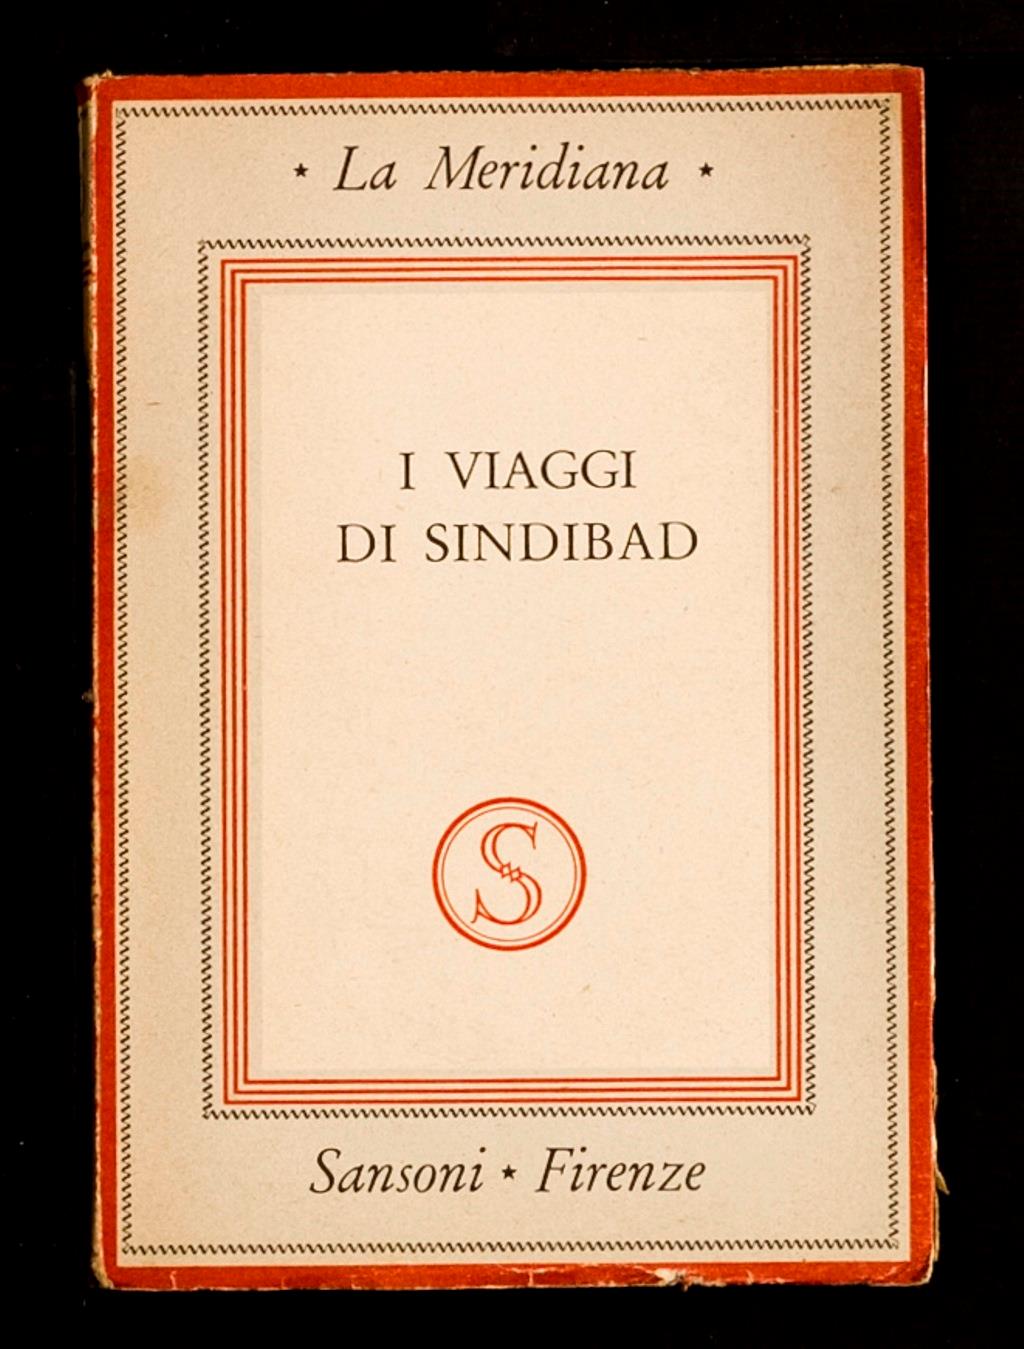 ★ La Meridiana ★
I VIAGGI
DI SINDIBAD
S
Sansoni ★ Firenze